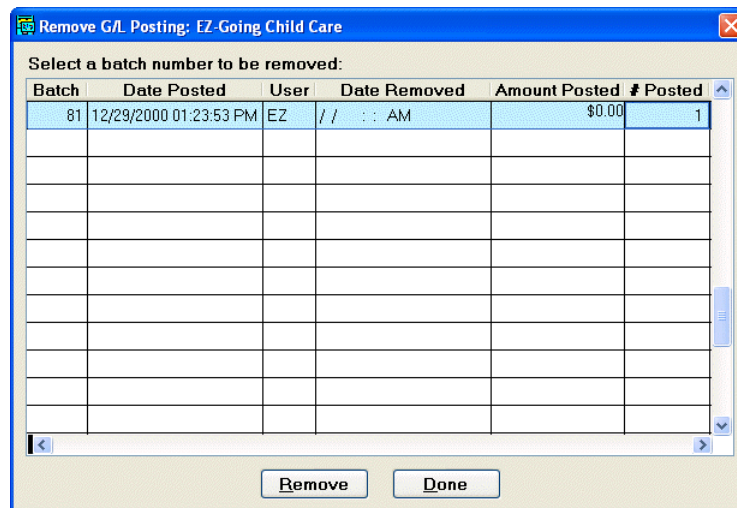 Remove G/L Posting: EZ-Going Child Care
Select a batch number to be removed:
Batch Date Posted User Date Removed Amount Posted # Posted
81 12/29/2000 01:23:53 PM EZ / / : : AM $0.00 1
Remove Done